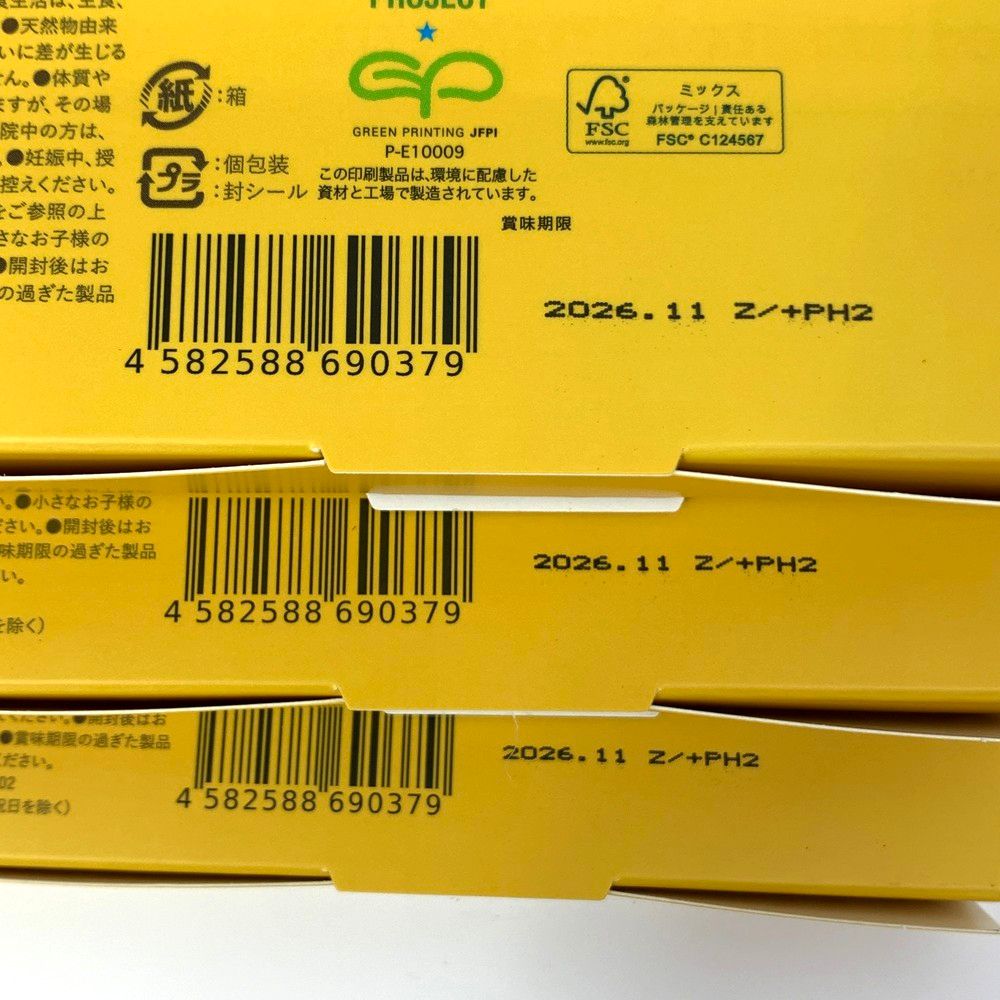 ●天然物由来
いに差が生じる
ん。●体質や
ますが、その場
院中の方は、
●妊娠中、授
控えください。
をご参照の上
さなお子様の
●開封後はお
の過ぎた製品
紙:箱
プラ:個包装
:封シール
PROJECT
GREEN PRINTING JFPI
P-E10009
この印刷製品は、環境に配慮した
資材と工場で製造されています。
FSC
www.fsc.org
ミックス
パッケージ|責任ある
森林管理を支えています
FSC® C124567
賞味期限
2026.11 Z/+PH2
4 582588 690379
い。●小さなお子様の
ださい。●開封後はお
味期限の過ぎた製品
い。
を除く)
2026.11 Z/+PH2
4 582588 690379
●開封後はお
●賞味期限の過ぎた製品
ださい。
02
祝日を除く)
2026.11 Z/+PH2
4 582588 690379